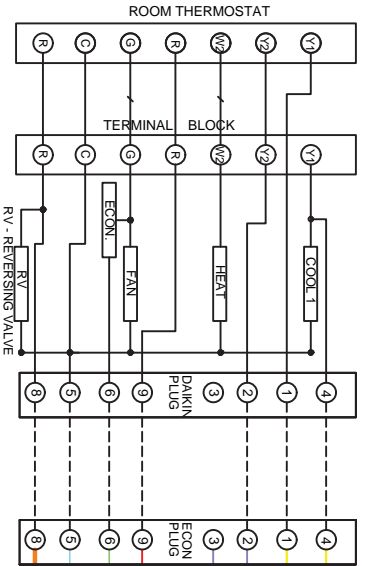 ROOM THERMOSTAT
R C G R W2 Y2 Y1
TERMINAL BLOCK
R C G R W2 Y2 Y1
RV - REVERSING VALVE
RV
ECON.
FAN
HEAT
COOL 1
8 5 6 9 DAIKIN PLUG 3 2 1 4
8 5 6 9 ECON PLUG 3 2 1 4